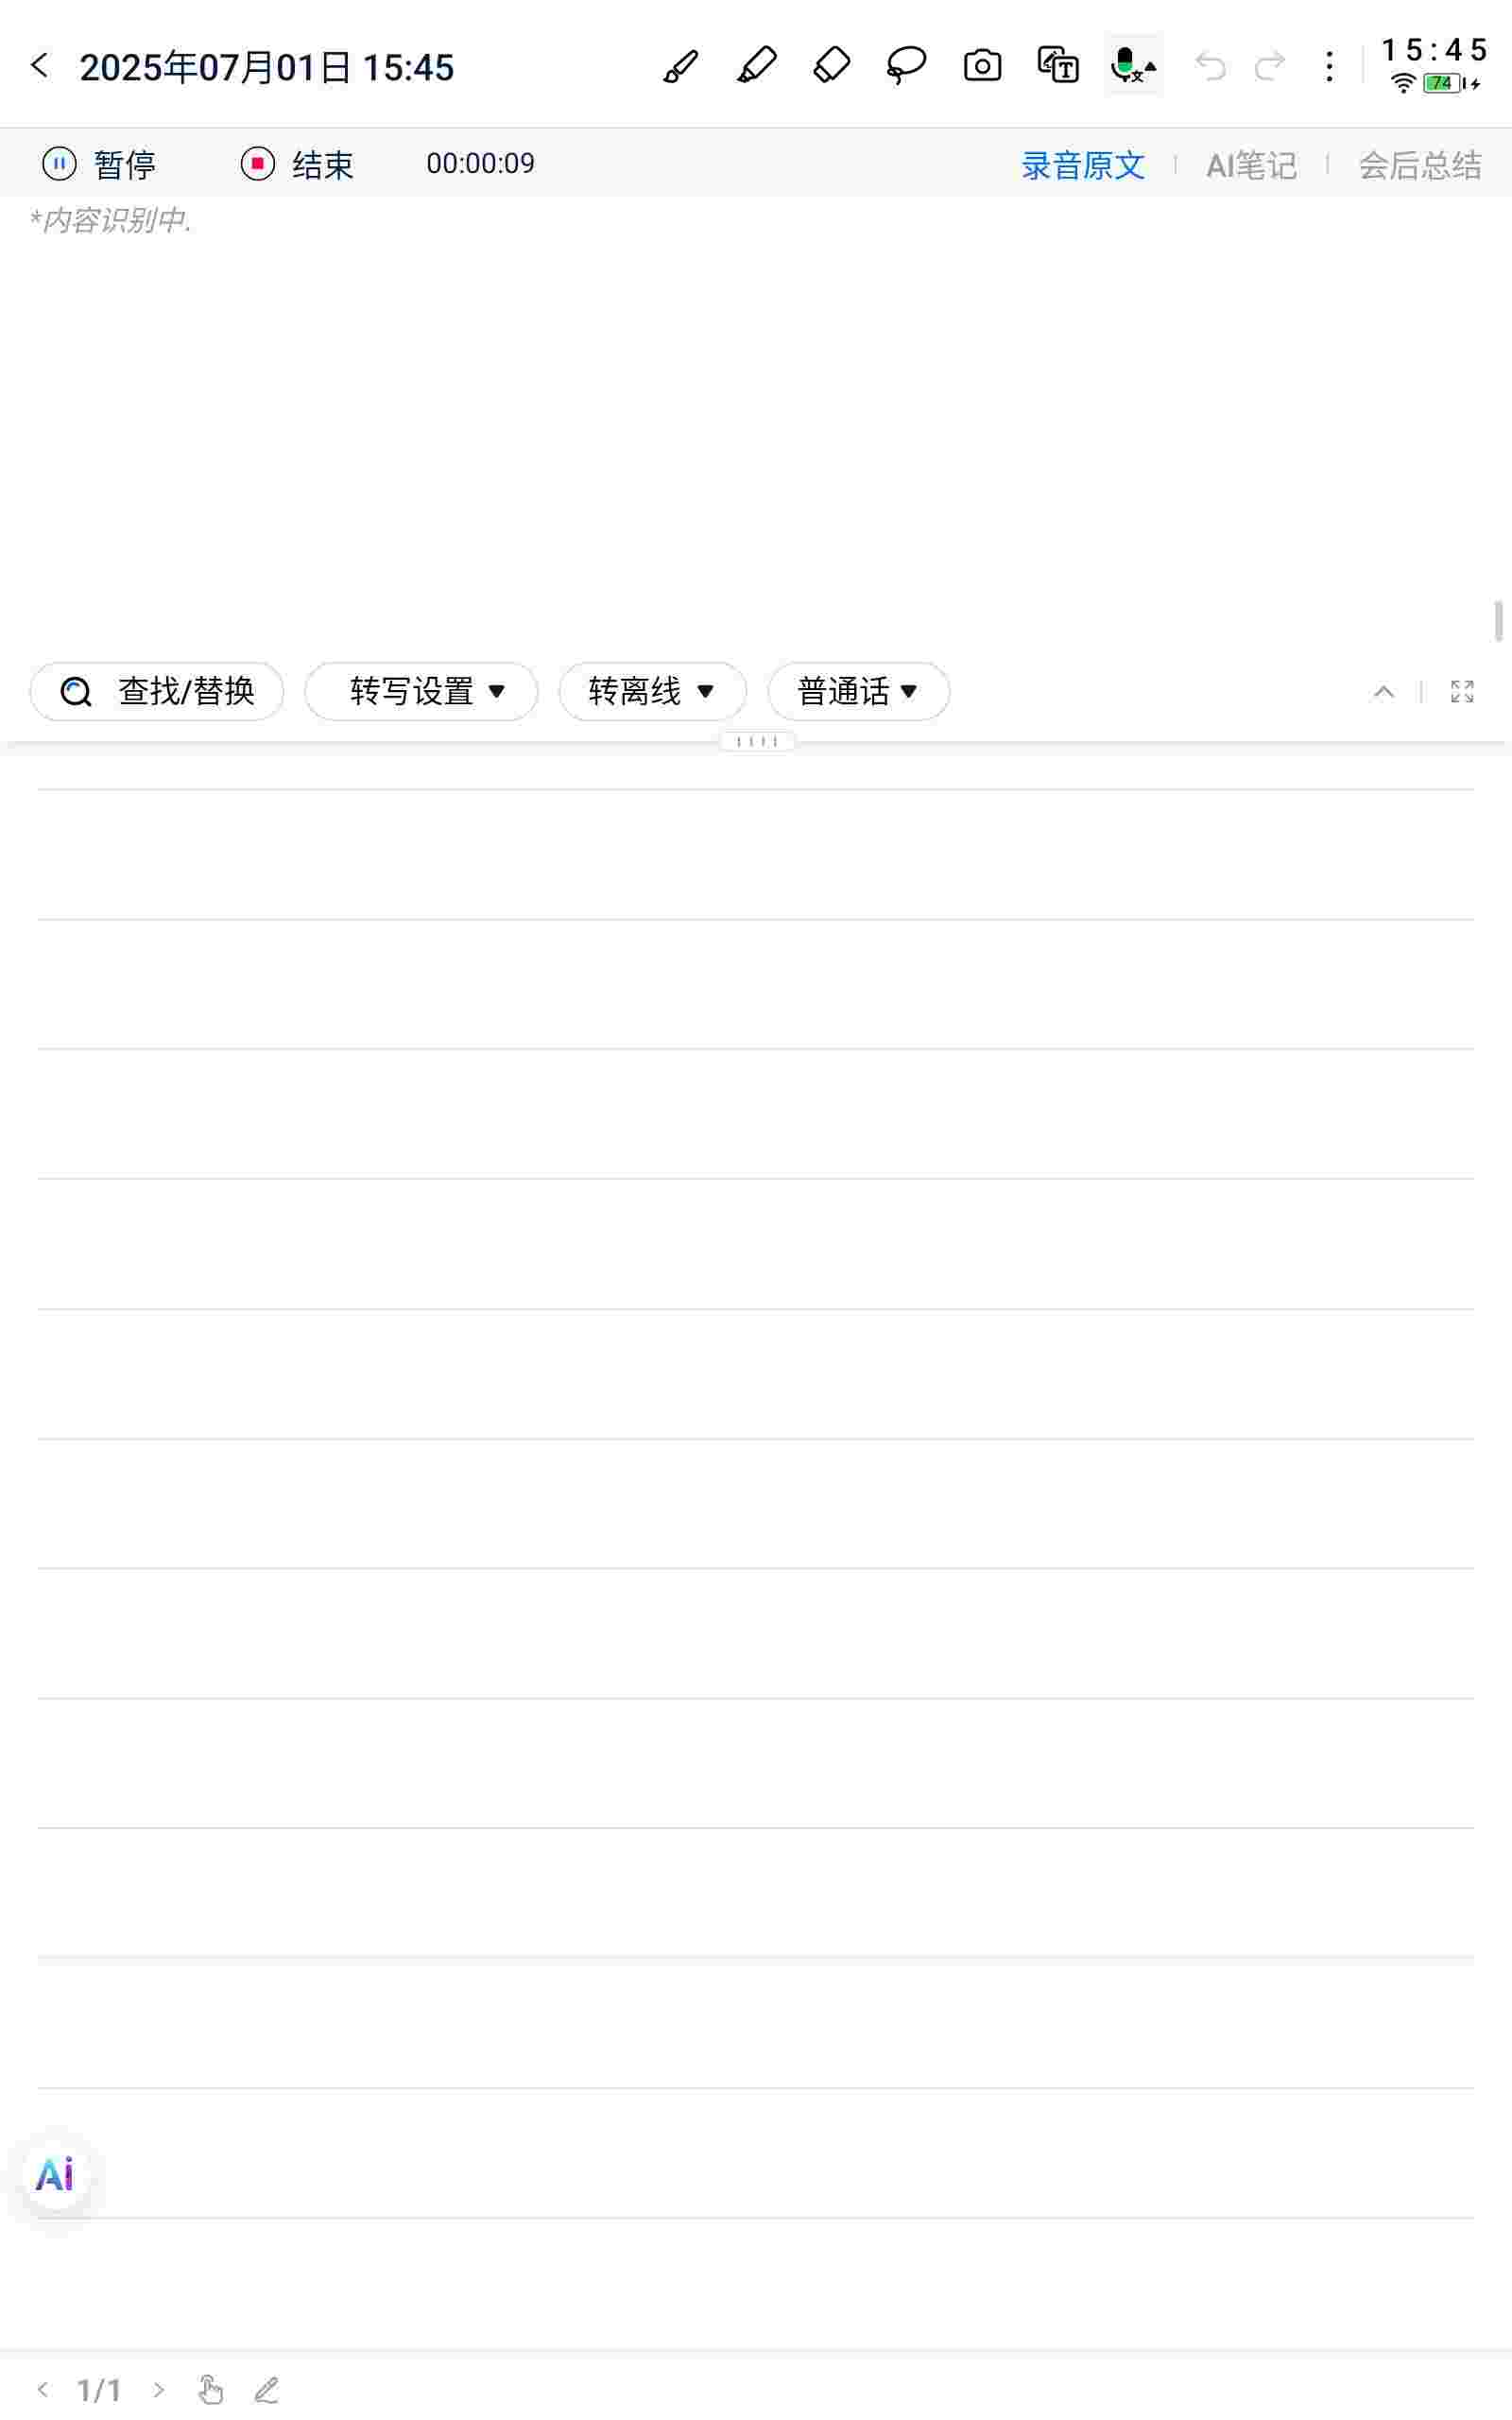 2025年07月01日 15:45
15:45
74
暂停 结束 00:00:09 录音原文 AI笔记 会后总结
*内容识别中.
查找/替换 转写设置 转离线 普通话
Ai
1/1